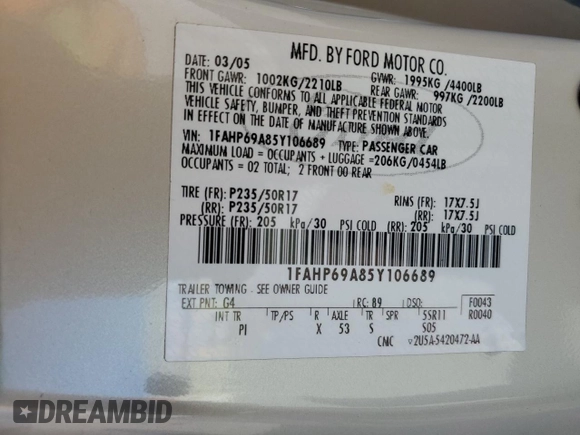 MFD. BY FORD MOTOR CO.
DATE: 03/05 GVWR: 1995KG/4400LB
FRONT GAWR: 1002KG/2210LB REAR GAWR: 997KG/2200LB
THIS VEHICLE CONFORMS TO ALL APPLICABLE FEDERAL MOTOR
VEHICLE SAFETY, BUMPER, AND THEFT PREVENTION STANDARDS
IN EFFECT ON THE DATE OF MANUFACTURE SHOWN ABOVE.
VIN: 1FAHP69A85Y106689 TYPE: PASSENGER CAR
MAXIMUM LOAD = OCCUPANTS + LUGGAGE =206KG/0454LB
OCCUPANTS = 02 TOTAL; 2 FRONT 00 REAR
TIRE (FR): P235/50R17 RIMS (FR): 17X7.5J
(RR): P235/50R17 (RR): 17X7.5J
PRESSURE (FR): 205 kPa/30 PSI COLD (RR): 205 kPa/30 PSI COLD
1FAHP69A85Y106689
TRAILER TOWING - SEE OWNER GUIDE
EXT PNT: G4 RC: B9 DSO: F0043
INT TR TP/PS R AXLE TR SPR 55R11 R0040
PI X 53 S S05
CNC 2U5A-5420472-AA
DREAMBID